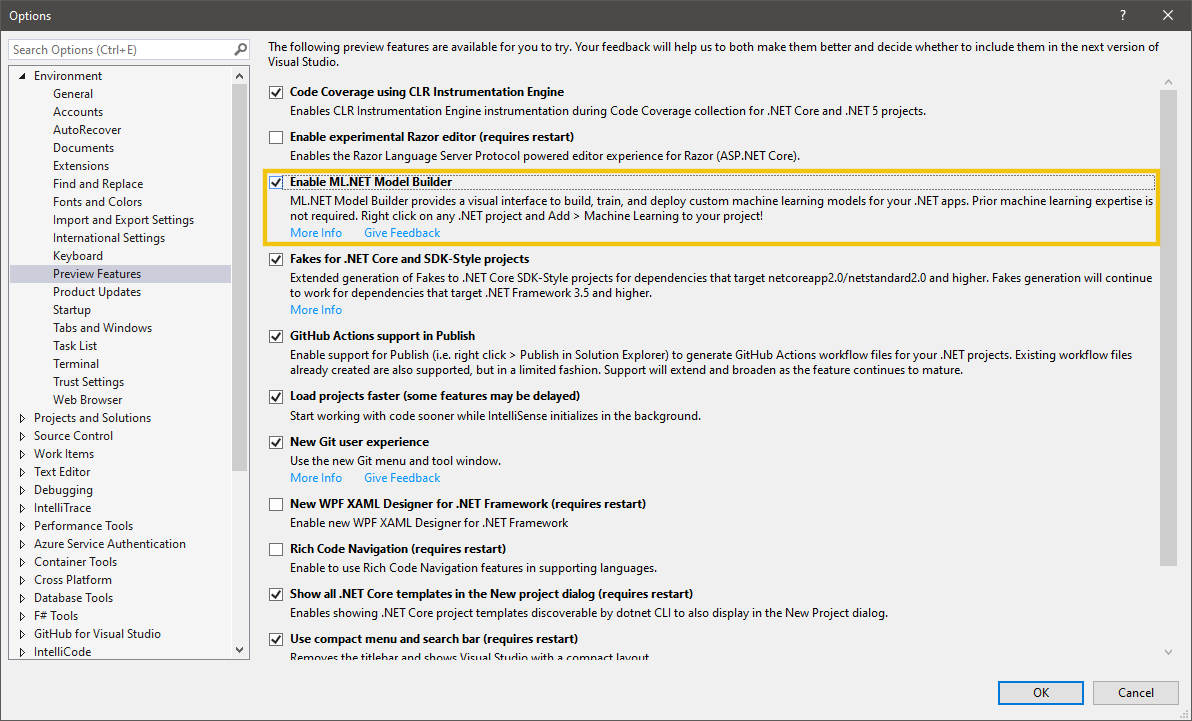 Options
?
Search Options (Ctrl+E)
Environment
General
Accounts
AutoRecover
Documents
Extensions
Find and Replace
Fonts and Colors
Import and Export Settings
International Settings
Keyboard
Preview Features
Product Updates
Startup
Tabs and Windows
Task List
Terminal
Trust Settings
Web Browser
Projects and Solutions
Source Control
Work Items
Text Editor
Debugging
IntelliTrace
Performance Tools
Azure Service Authentication
Container Tools
Cross Platform
Database Tools
F# Tools
GitHub for Visual Studio
IntelliCode
The following preview features are available for you to try. Your feedback will help us to both make them better and decide whether to include them in the next version of
Visual Studio.
Code Coverage using CLR Instrumentation Engine
Enables CLR Instrumentation Engine instrumentation during Code Coverage collection for .NET Core and .NET 5 projects.
Enable experimental Razor editor (requires restart)
Enables the Razor Language Server Protocol powered editor experience for Razor (ASP.NET Core).
Enable ML.NET Model Builder
ML.NET Model Builder provides a visual interface to build, train, and deploy custom machine learning models for your .NET apps. Prior machine learning expertise is
not required. Right click on any .NET project and Add > Machine Learning to your project!
More Info Give Feedback
Fakes for .NET Core and SDK-Style projects
Extended generation of Fakes to .NET Core SDK-Style projects for dependencies that target netcoreapp2.0/netstandard2.0 and higher. Fakes generation will continue
to work for dependencies that target .NET Framework 3.5 and higher.
More Info
GitHub Actions support in Publish
Enable support for Publish (i.e. right click > Publish in Solution Explorer) to generate GitHub Actions workflow files for your .NET projects. Existing workflow files
already created are also supported, but in a limited fashion. Support will extend and broaden as the feature continues to mature.
Load projects faster (some features may be delayed)
Start working with code sooner while IntelliSense initializes in the background.
New Git user experience
Use the new Git menu and tool window.
More Info Give Feedback
New WPF XAML Designer for .NET Framework (requires restart)
Enable new WPF XAML Designer for .NET Framework
Rich Code Navigation (requires restart)
Enable to use Rich Code Navigation features in supporting languages.
Show all .NET Core templates in the New project dialog (requires restart)
Enables showing .NET Core project templates discoverable by dotnet CLI to also display in the New Project dialog.
Use compact menu and search bar (requires restart)
Removes the titlebar and shows Visual Studio with a compact layout
OK Cancel